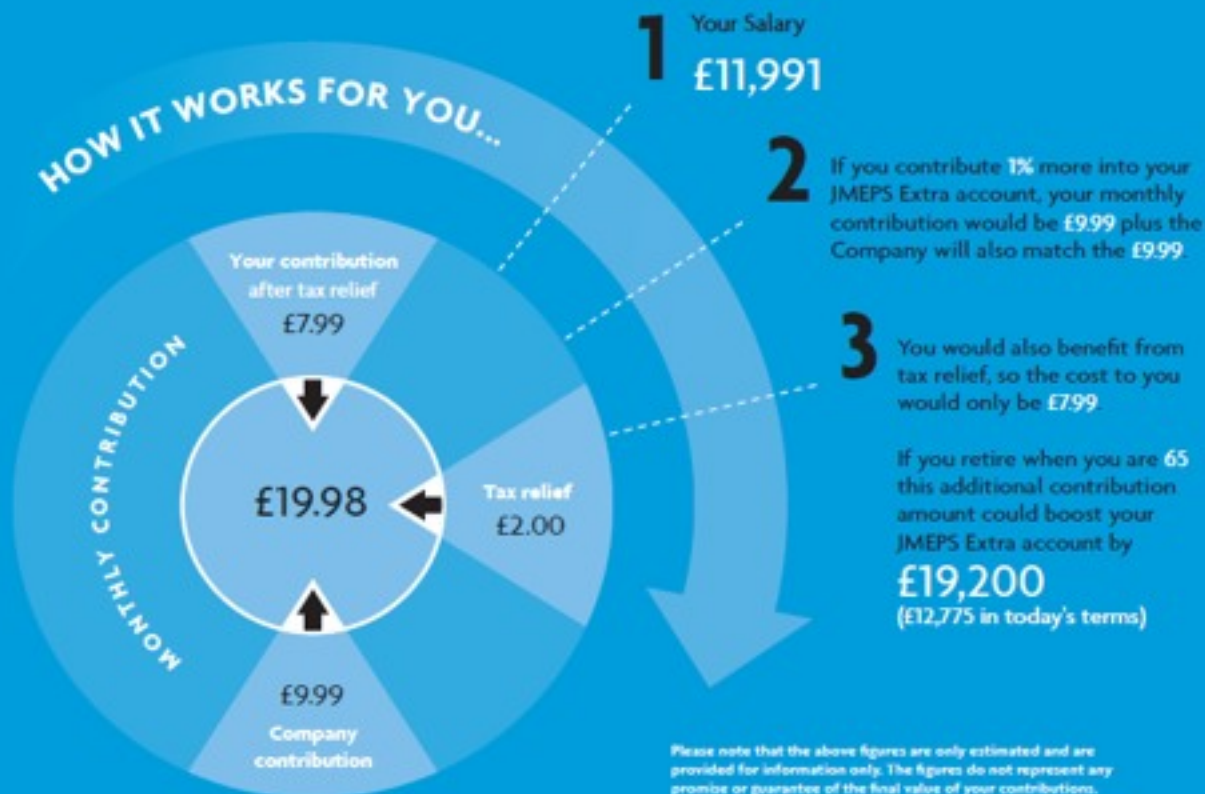 HOW IT WORKS FOR YOU...
1
Your Salary
£11,991
2
If you contribute 1% more into your
JMEPS Extra account, your monthly
contribution would be £9.99 plus the
Company will also match the £9.99.
3
You would also benefit from
tax relief, so the cost to you
would only be £7.99.
If you retire when you are 65
this additional contribution
amount could boost your
JMEPS Extra account by
£19,200
(£12,775 in today's terms)
MONTHLY CONTRIBUTION
Your contribution
after tax relief
£7.99
£19.98
Tax relief
£2.00
£9.99
Company
contribution
Please note that the above figures are only estimated and are
provided for information only. The figures do not represent any
promise or guarantee of the final value of your contributions.